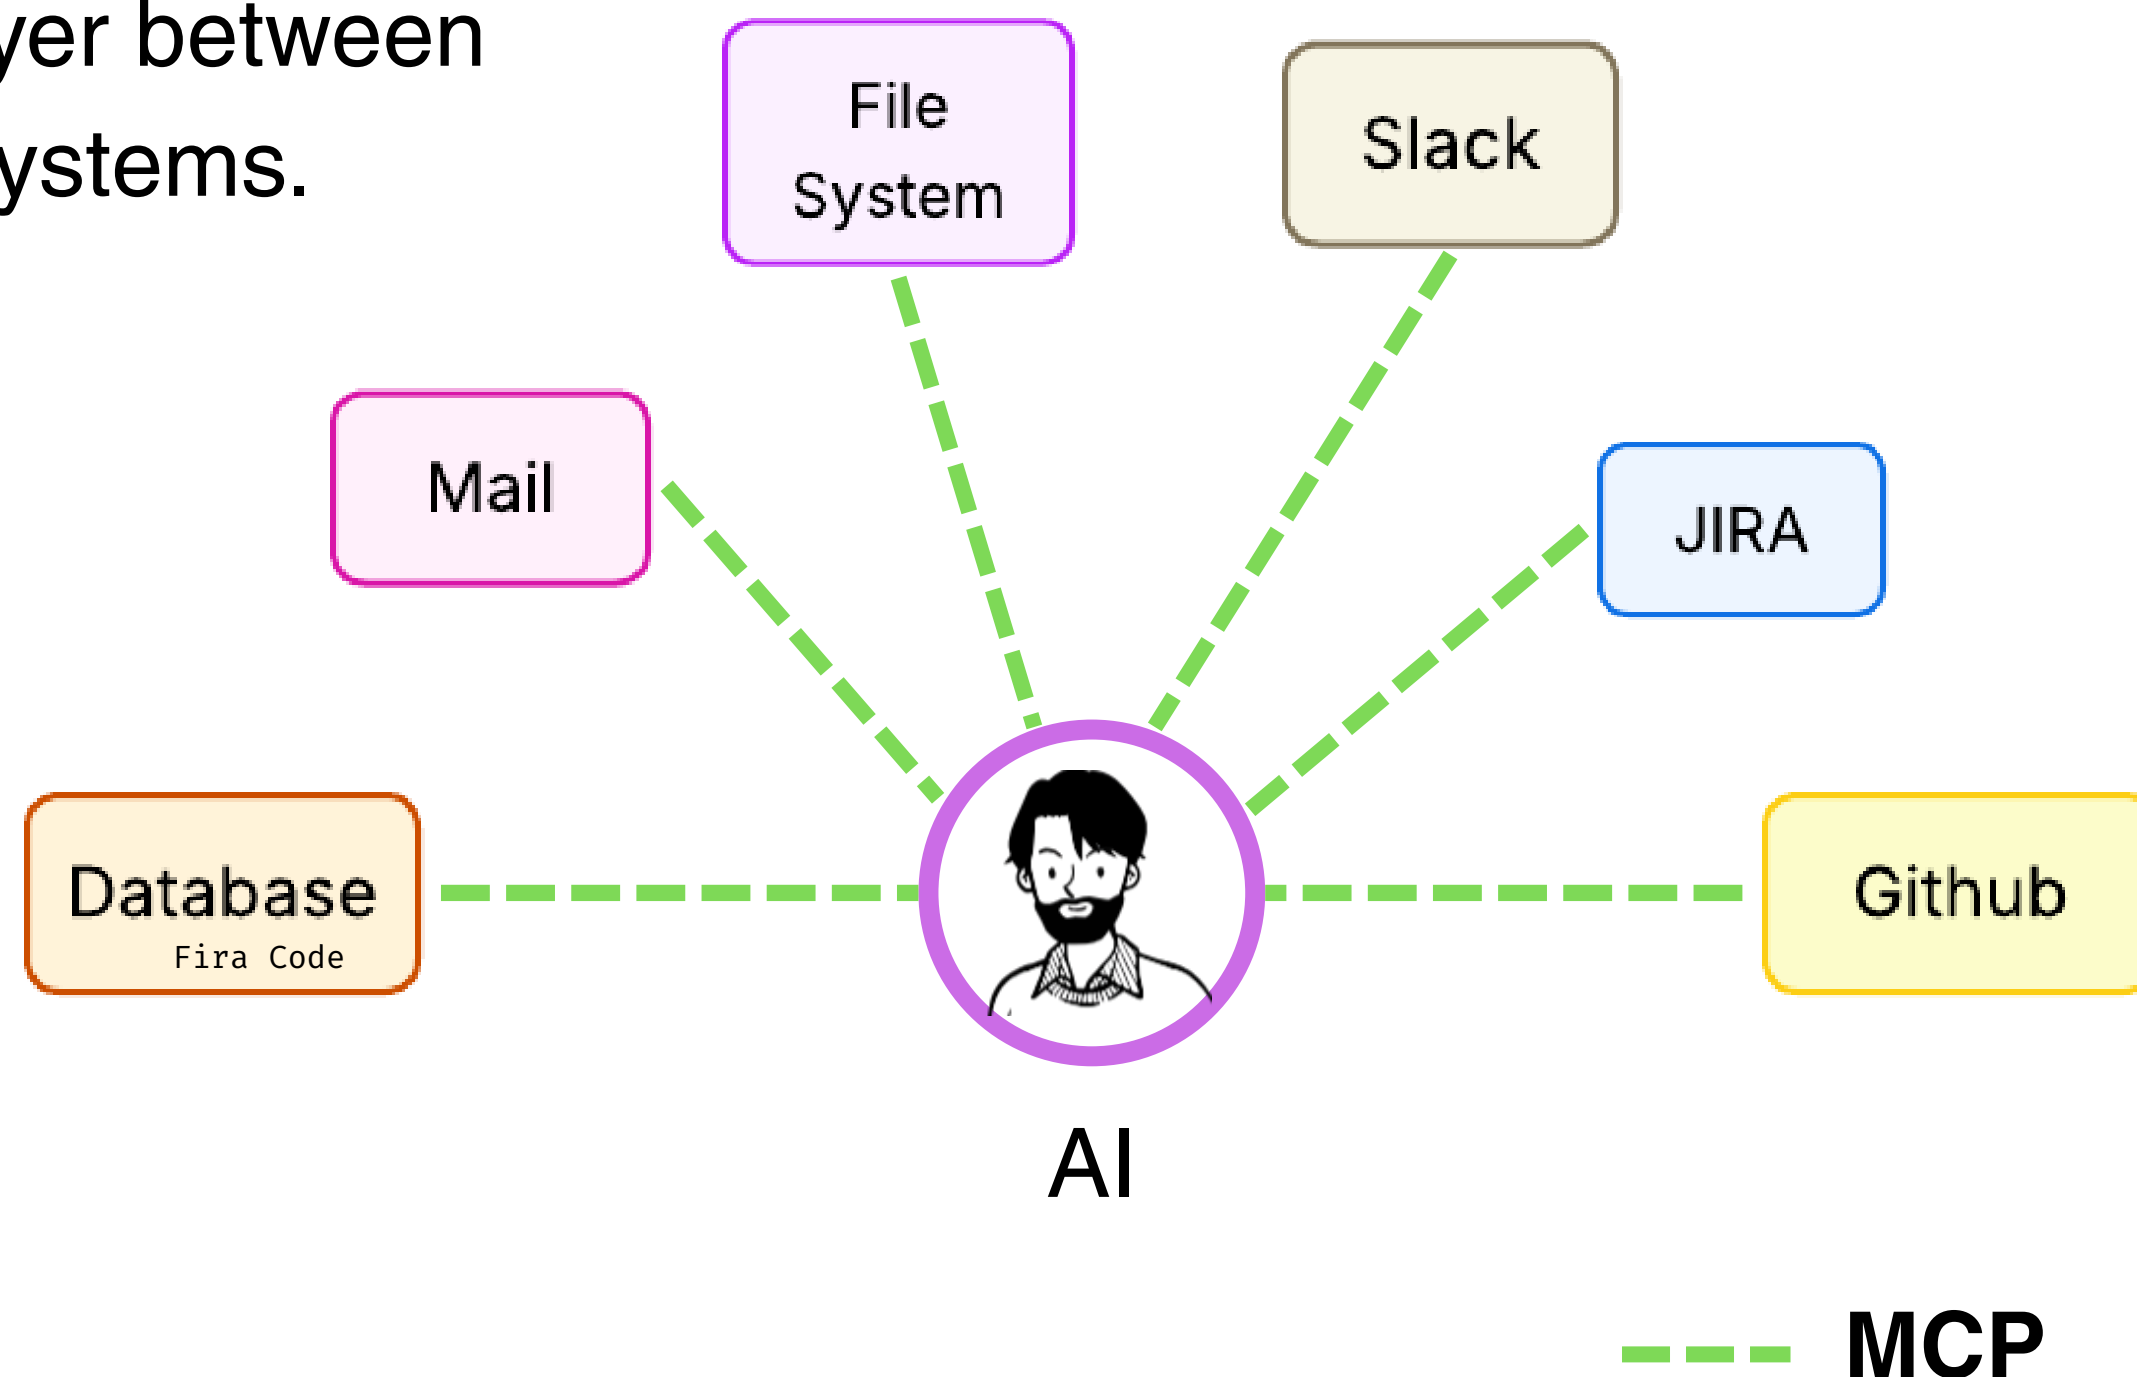 yer between
ystems.
File
System
Slack
Mail
JIRA
Database
Fira Code
Github
AI
MCP